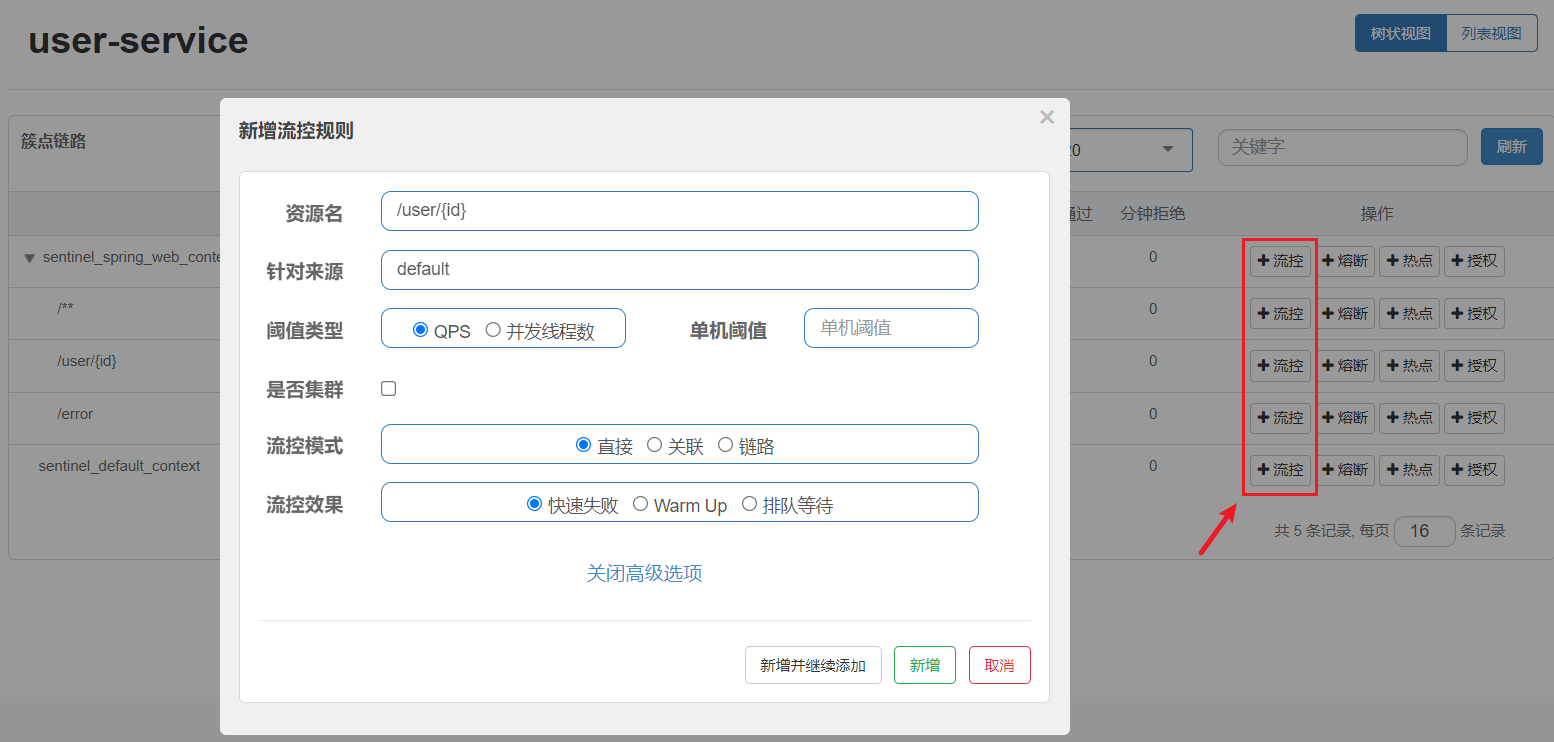 user-service
树状视图 列表视图
簇点链路
20 关键字 刷新
通过 分钟拒绝 操作
sentinel_spring_web_conte 0 流控 熔断 热点 授权
/** 0 流控 熔断 热点 授权
/user/{id} 0 流控 熔断 热点 授权
/error 0 流控 熔断 热点 授权
sentinel_default_context 0 流控 熔断 热点 授权
共 5 条记录, 每页 16 条记录
新增流控规则 ×
资源名 /user/{id}
针对来源 default
阈值类型 QPS 并发线程数 单机阈值 单机阈值
是否集群
流控模式 直接 关联 链路
流控效果 快速失败 Warm Up 排队等待
关闭高级选项
新增并继续添加 新增 取消